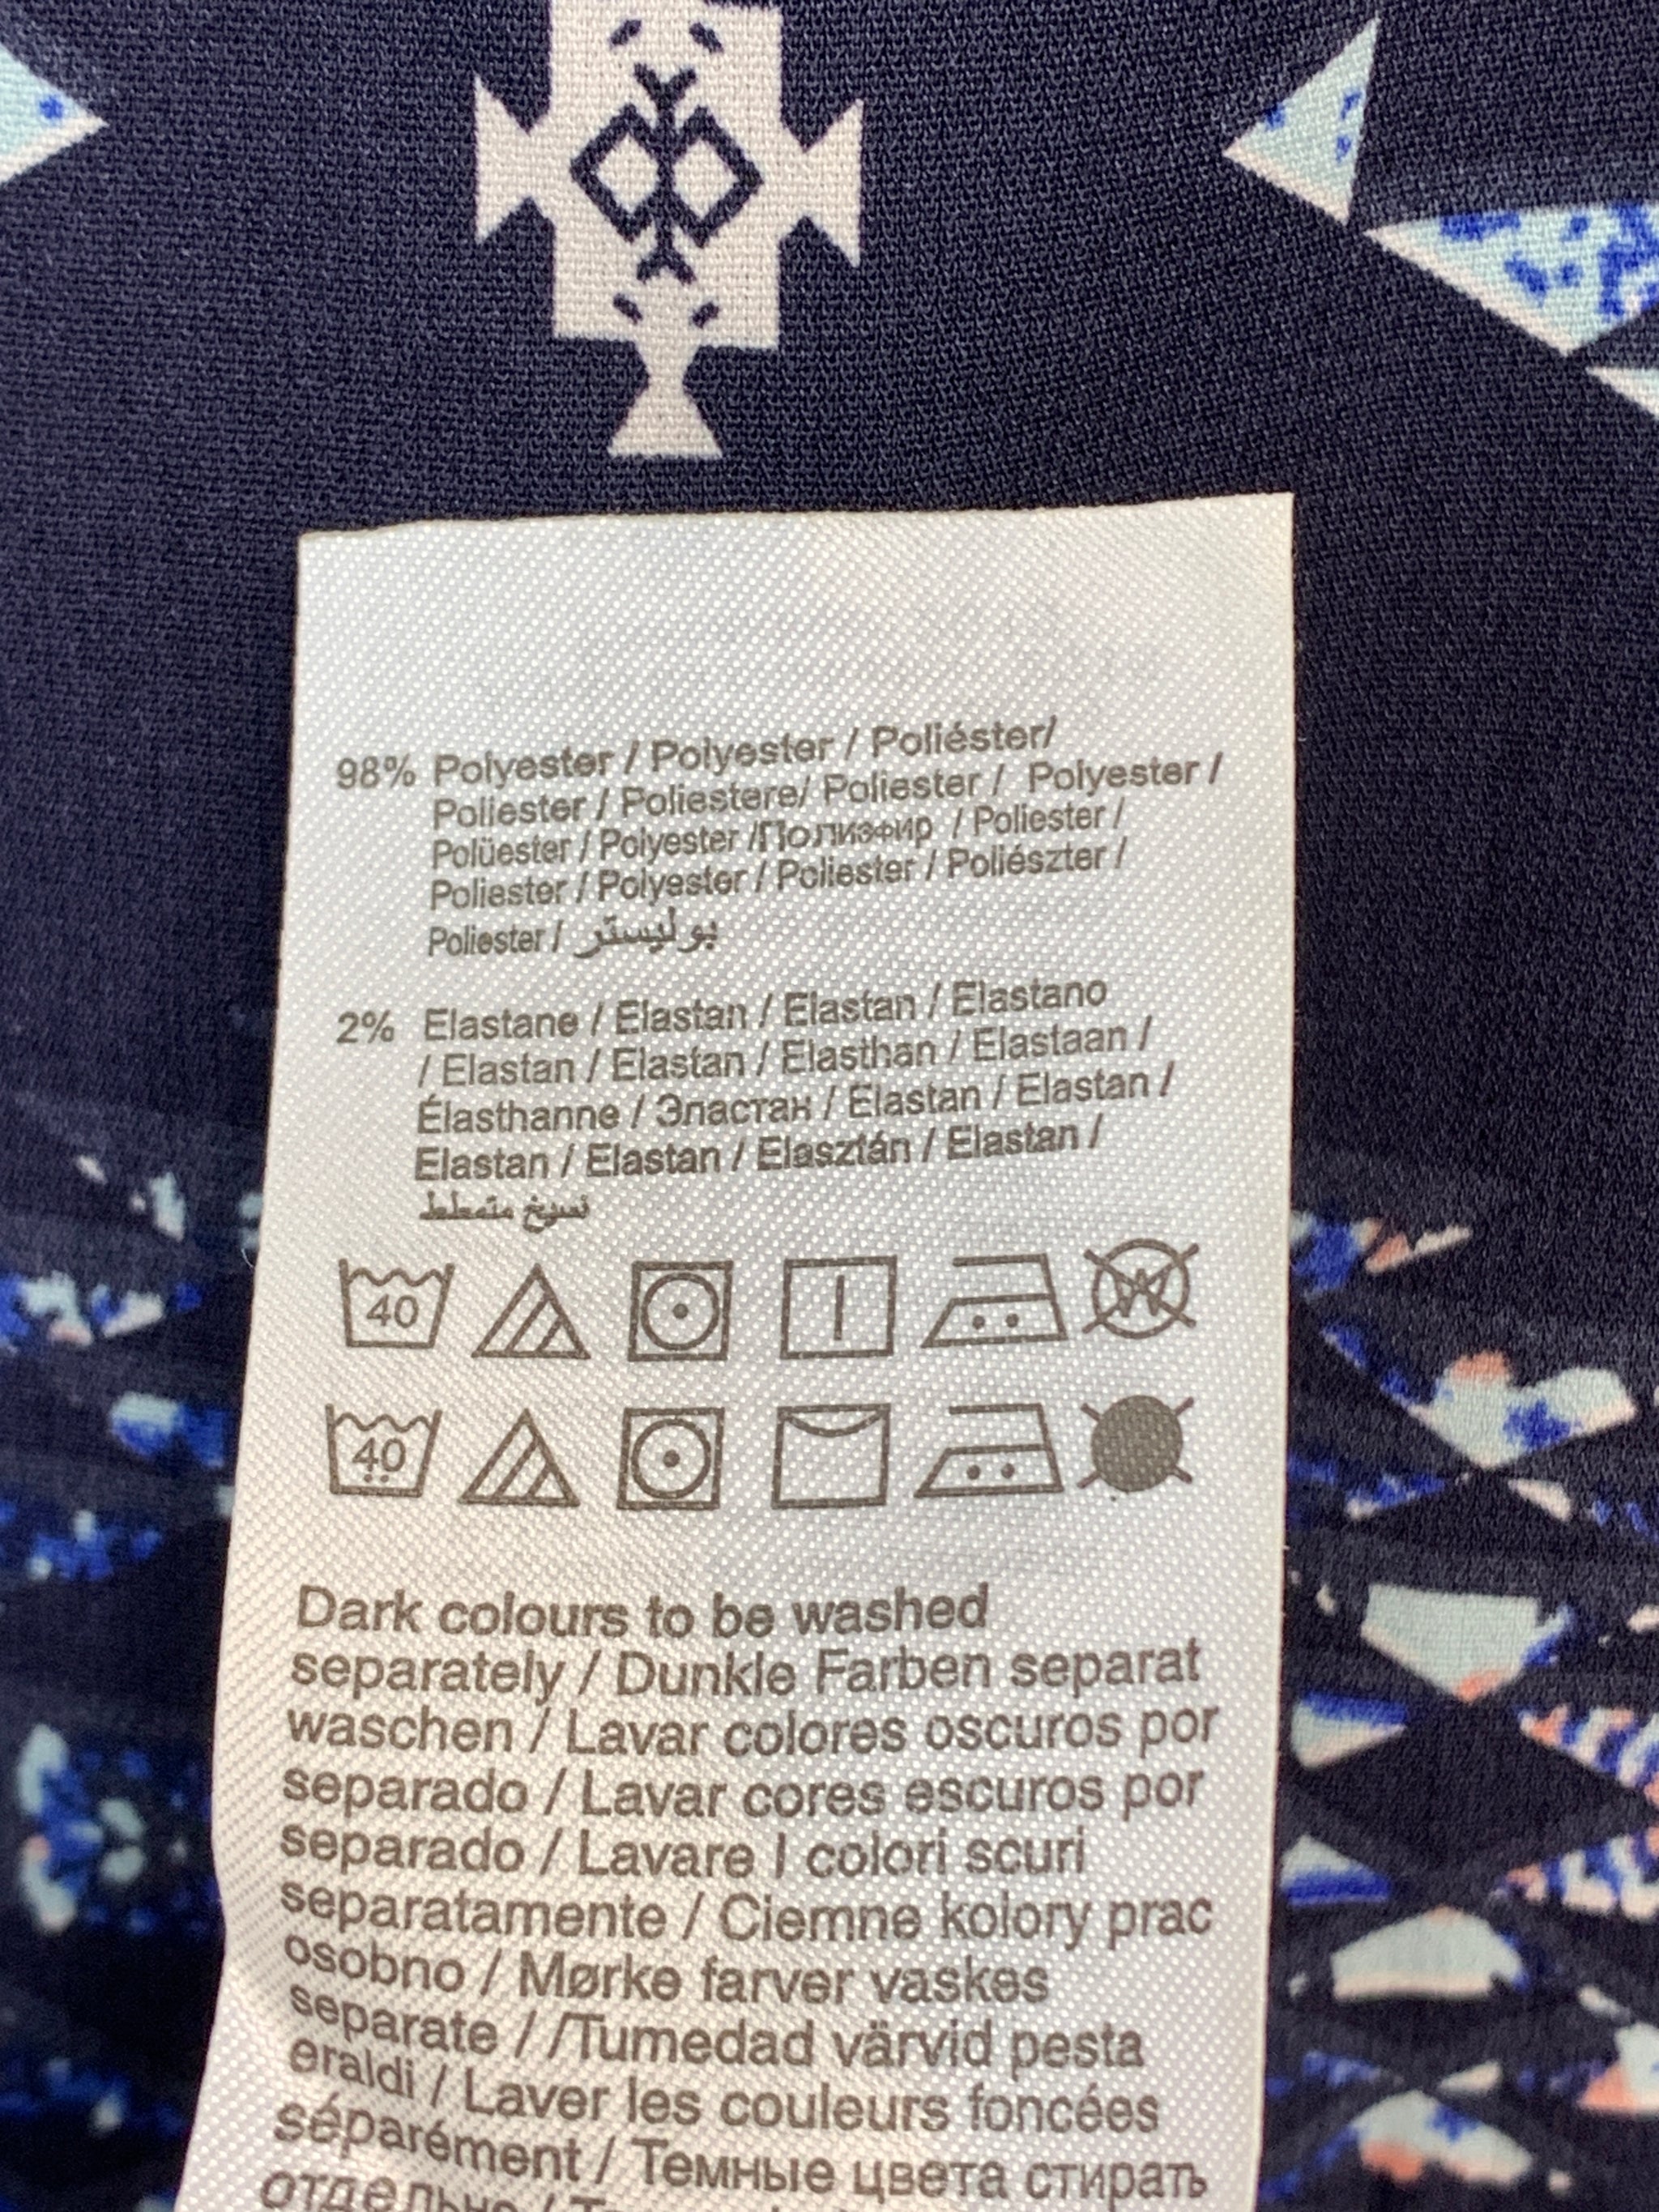 98% Polyester / Polyester / Poliéster/
Poliester / Poliestere/ Poliester / Polyester /
Polüester / Polyester /Полиэфир / Poliester /
Poliester / Polyester / Poliester / Poliészter /
Poliester / بوليستر
2% Elastane / Elastan / Elastan / Elastano
/ Elastan / Elastan / Elasthan / Elastaan /
Élasthanne / Эластан / Elastan / Elastan /
Elastan / Elastan / Elasztán / Elastan /
نسيج متمطط
40 W
40
Dark colours to be washed
separately / Dunkle Farben separat
waschen / Lavar colores oscuros por
separado / Lavar cores escuros por
separado / Lavare I colori scuri
separatamente / Ciemne kolory prac
osobno / Mørke farver vaskes
separate / /Tumedad värvid pesta
eraldi / Laver les couleurs foncées
séparément / Темные цвета стирать
отдельно /